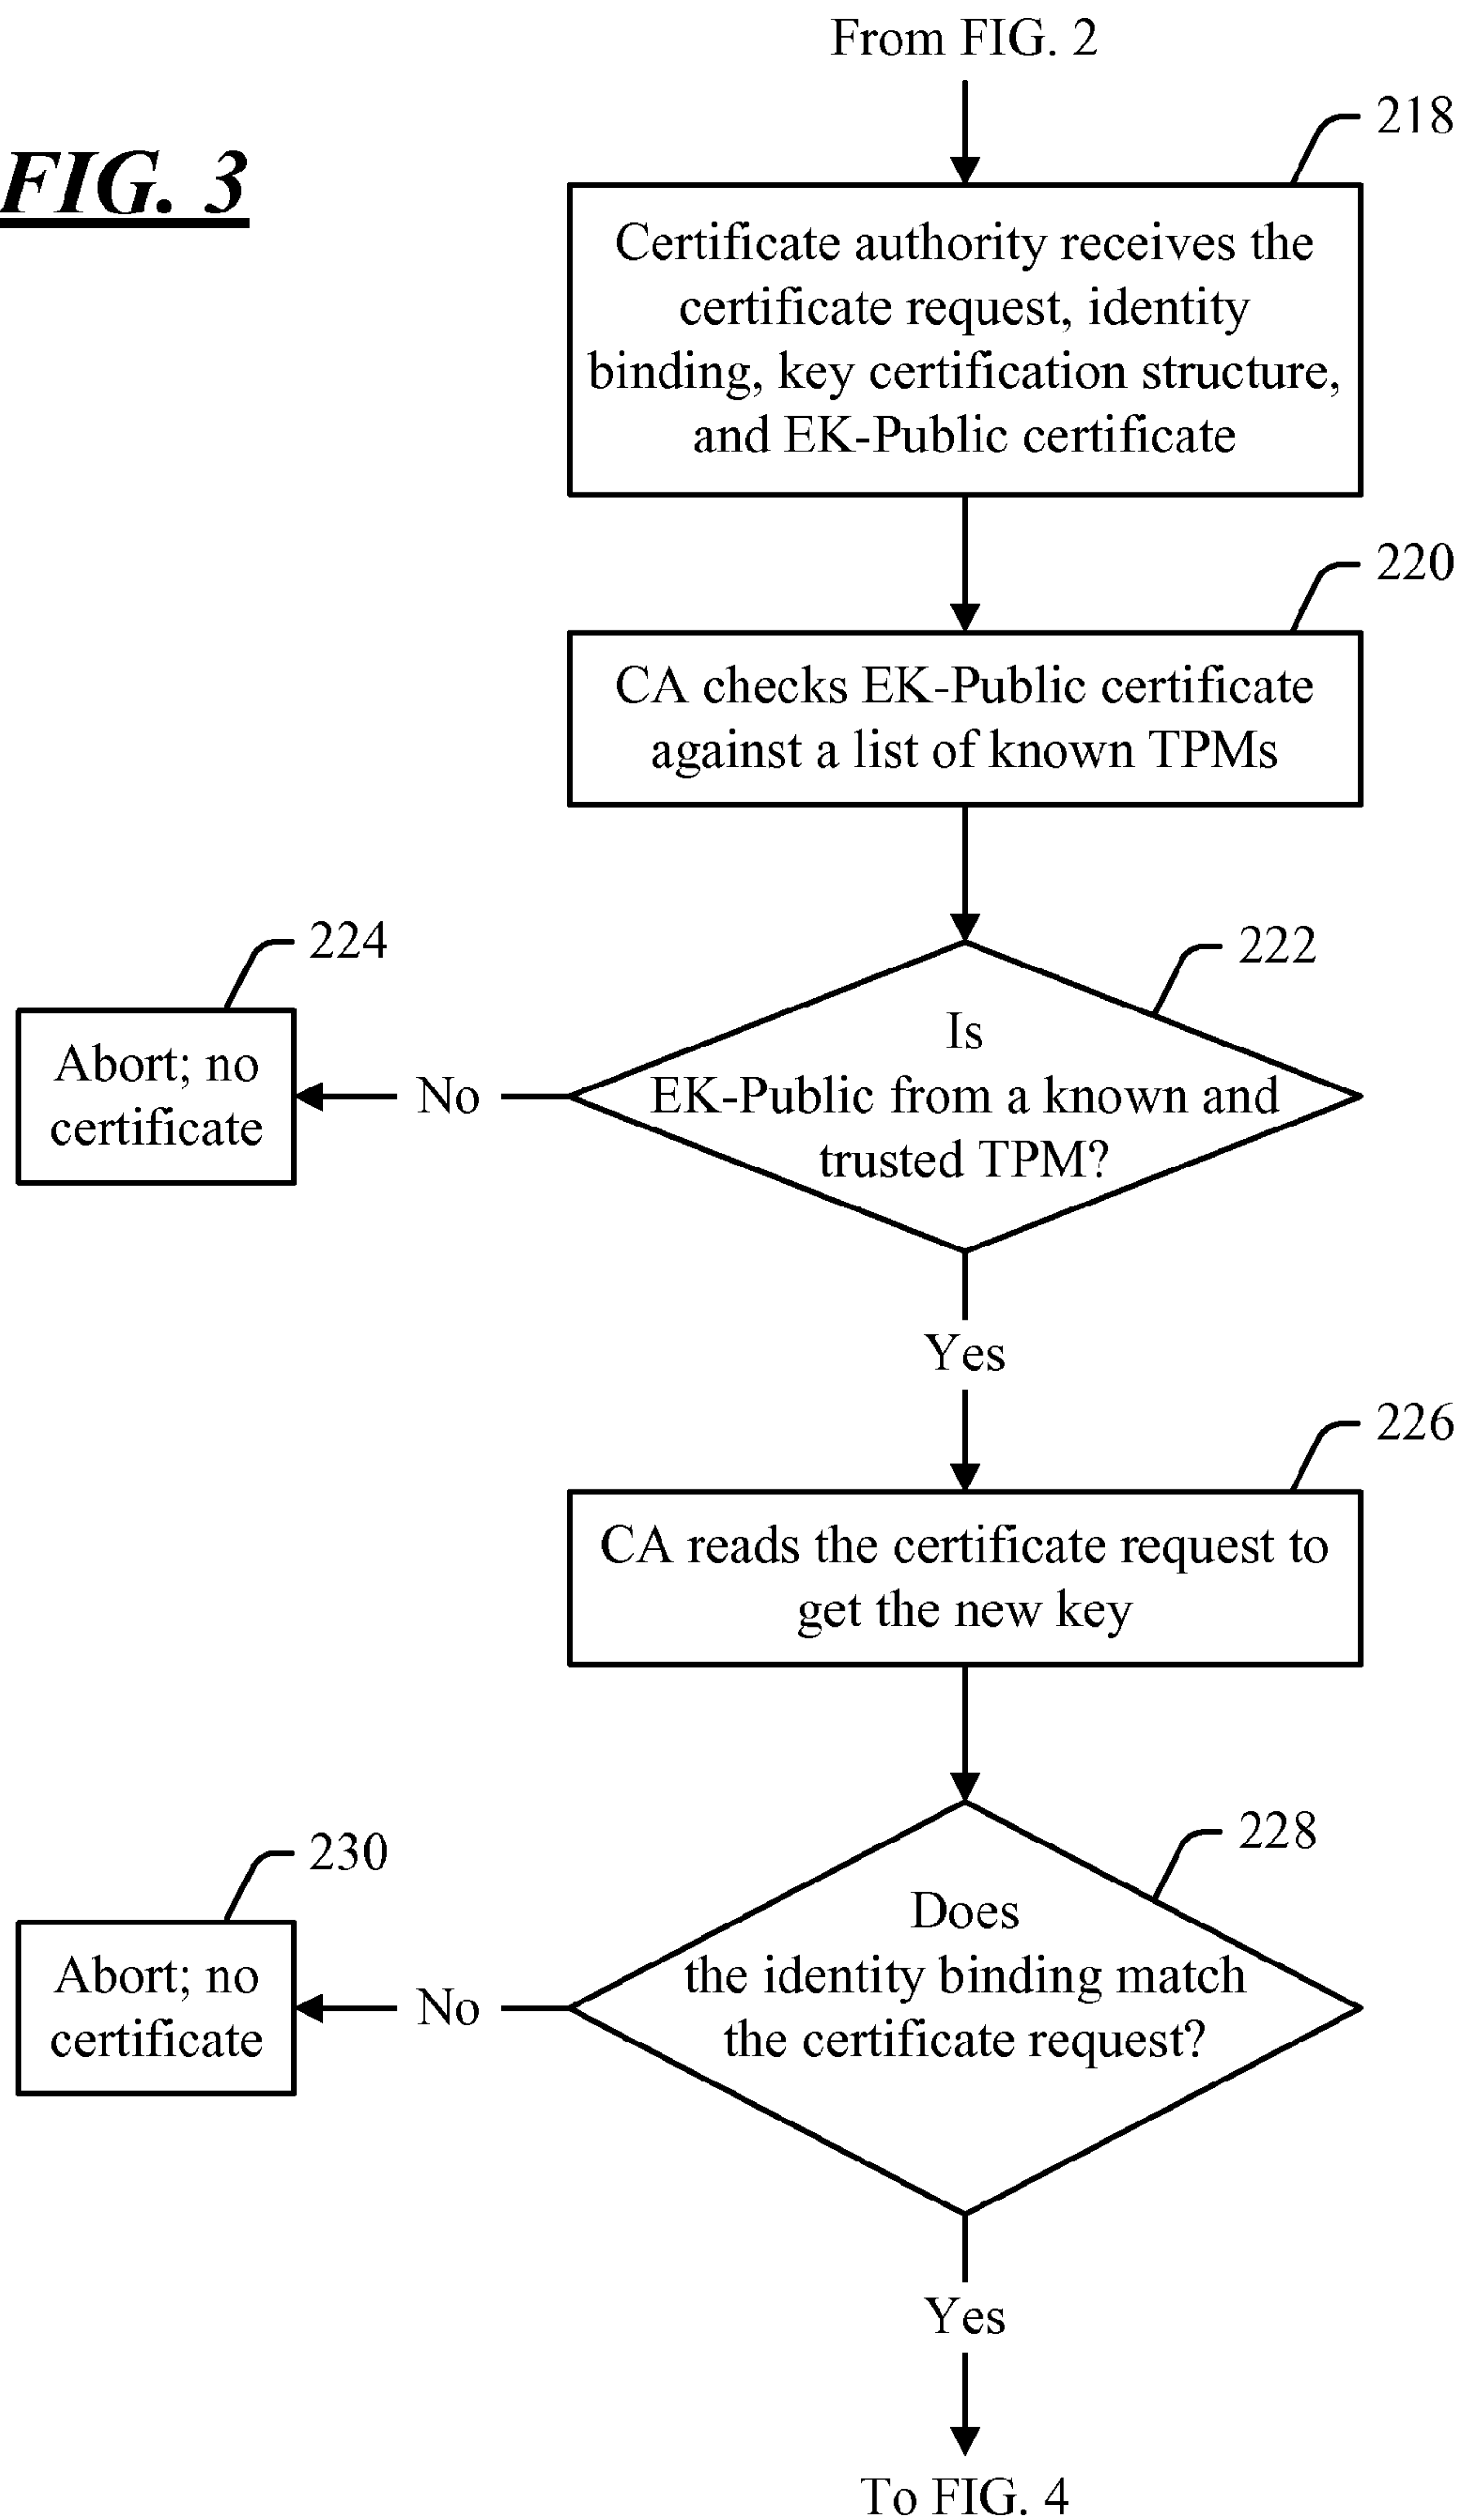 From FIG. 2
FIG. 3
218
Certificate authority receives the
certificate request, identity
binding, key certification structure,
and EK-Public certificate
220
CA checks EK-Public certificate
against a list of known TPMs
224
Abort; no
certificate
No
222
Is
EK-Public from a known and
trusted TPM?
Yes
226
CA reads the certificate request to
get the new key
230
Abort; no
certificate
No
228
Does
the identity binding match
the certificate request?
Yes
To FIG. 4